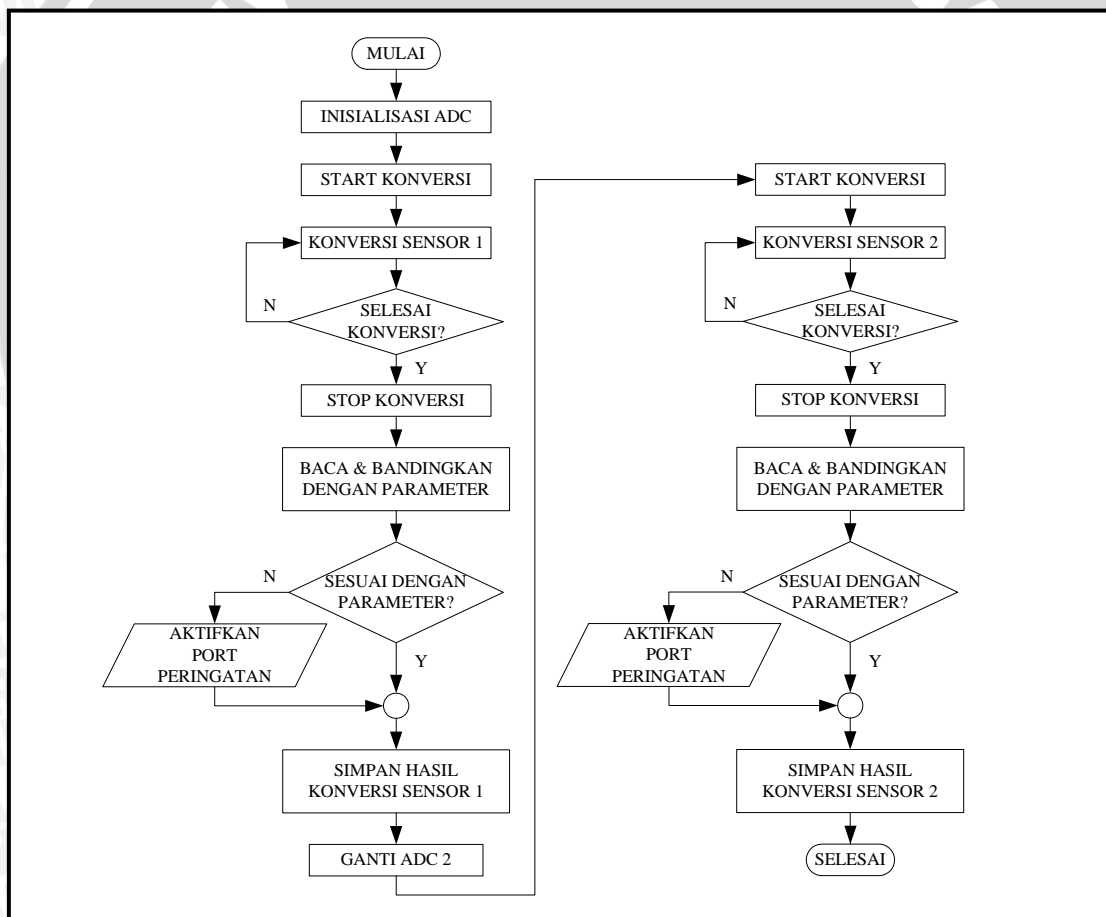 MULAI
INISIALISASI ADC
START KONVERSI
KONVERSI SENSOR 1
N
SELESAI
KONVERSI?
Y
STOP KONVERSI
BACA & BANDINGKAN
DENGAN PARAMETER
N
SESUAI DENGAN
PARAMETER?
AKTIFKAN
PORT
PERINGATAN
Y
SIMPAN HASIL
KONVERSI SENSOR 1
GANTI ADC 2
START KONVERSI
KONVERSI SENSOR 2
N
SELESAI
KONVERSI?
Y
STOP KONVERSI
BACA & BANDINGKAN
DENGAN PARAMETER
N
SESUAI DENGAN
PARAMETER?
AKTIFKAN
PORT
PERINGATAN
Y
SIMPAN HASIL
KONVERSI SENSOR 2
SELESAI